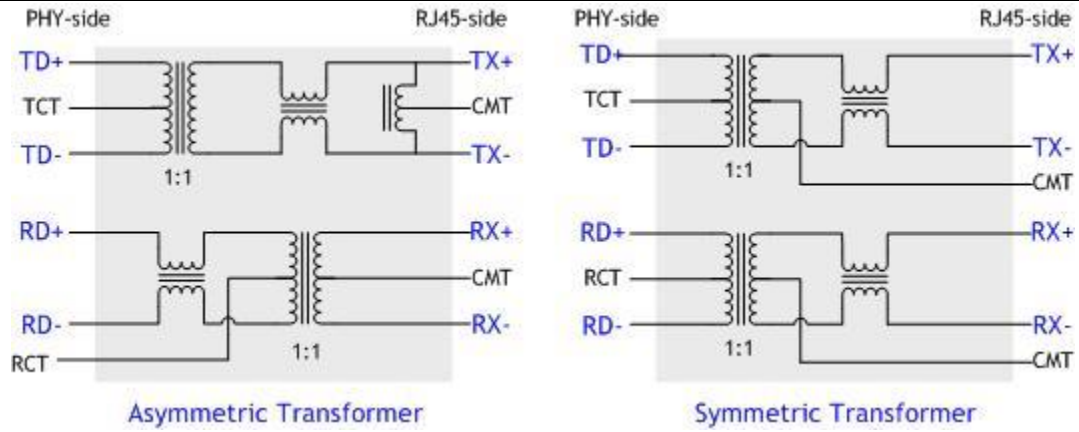 PHY-side RJ45-side
TD+ TX+
TCT CMT
TD- TX-
1:1
RD+ RX+
CMT
RD- RX-
1:1
RCT
Asymmetric Transformer
PHY-side RJ45-side
TD+ TX+
TCT
TD- TX-
1:1
CMT
RD+ RX+
RCT
RD- RX-
1:1
CMT
Symmetric Transformer